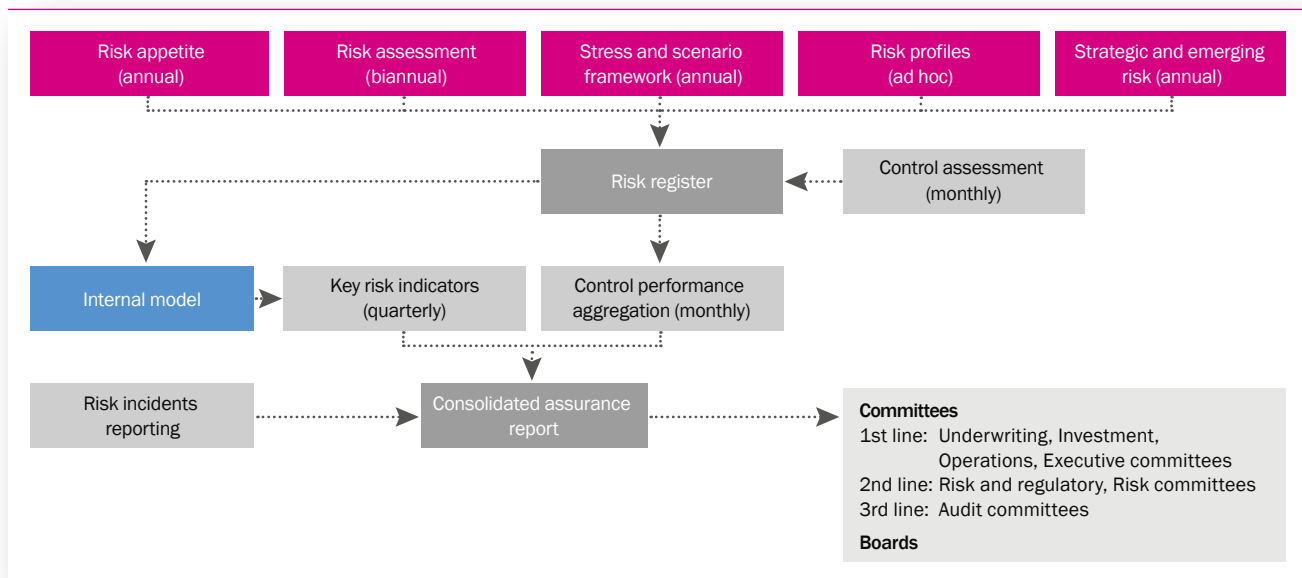 Risk appetite
(annual)
Risk assessment
(biannual)
Stress and scenario
framework (annual)
Risk profiles
(ad hoc)
Strategic and emerging
risk (annual)
Risk register
Control assessment
(monthly)
Internal model
Key risk indicators
(quarterly)
Control performance
aggregation (monthly)
Risk incidents
reporting
Consolidated assurance
report
Committees
1st line: Underwriting, Investment,
Operations, Executive committees
2nd line: Risk and regulatory, Risk committees
3rd line: Audit committees
Boards